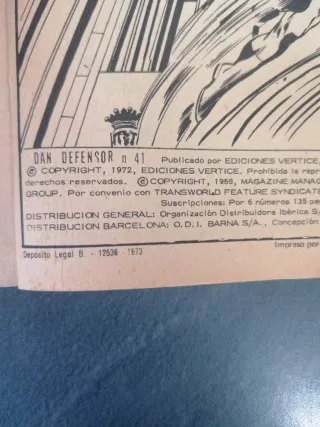 DAN DEFENSOR n 41 Publicado por EDICIONES VERTICE,
© COPYRIGHT, 1972, EDICIONES VERTICE. Prohibida la repr
derechos reservados. © COPYRIGHT, 1968, MAGAZINE MANAG
GROUP. Por convenio con TRANSWORLD FEATURE SYNDICATE
Suscripciones: Por 6 números 135 pe
DISTRIBUCION GENERAL: Organización Distribuidora Ibérica S
DISTRIBUCION BARCELONA: O.D.I. BARNA S/A., Concepción
Impreso por
Depósito Legal B. - 12536 - 1973